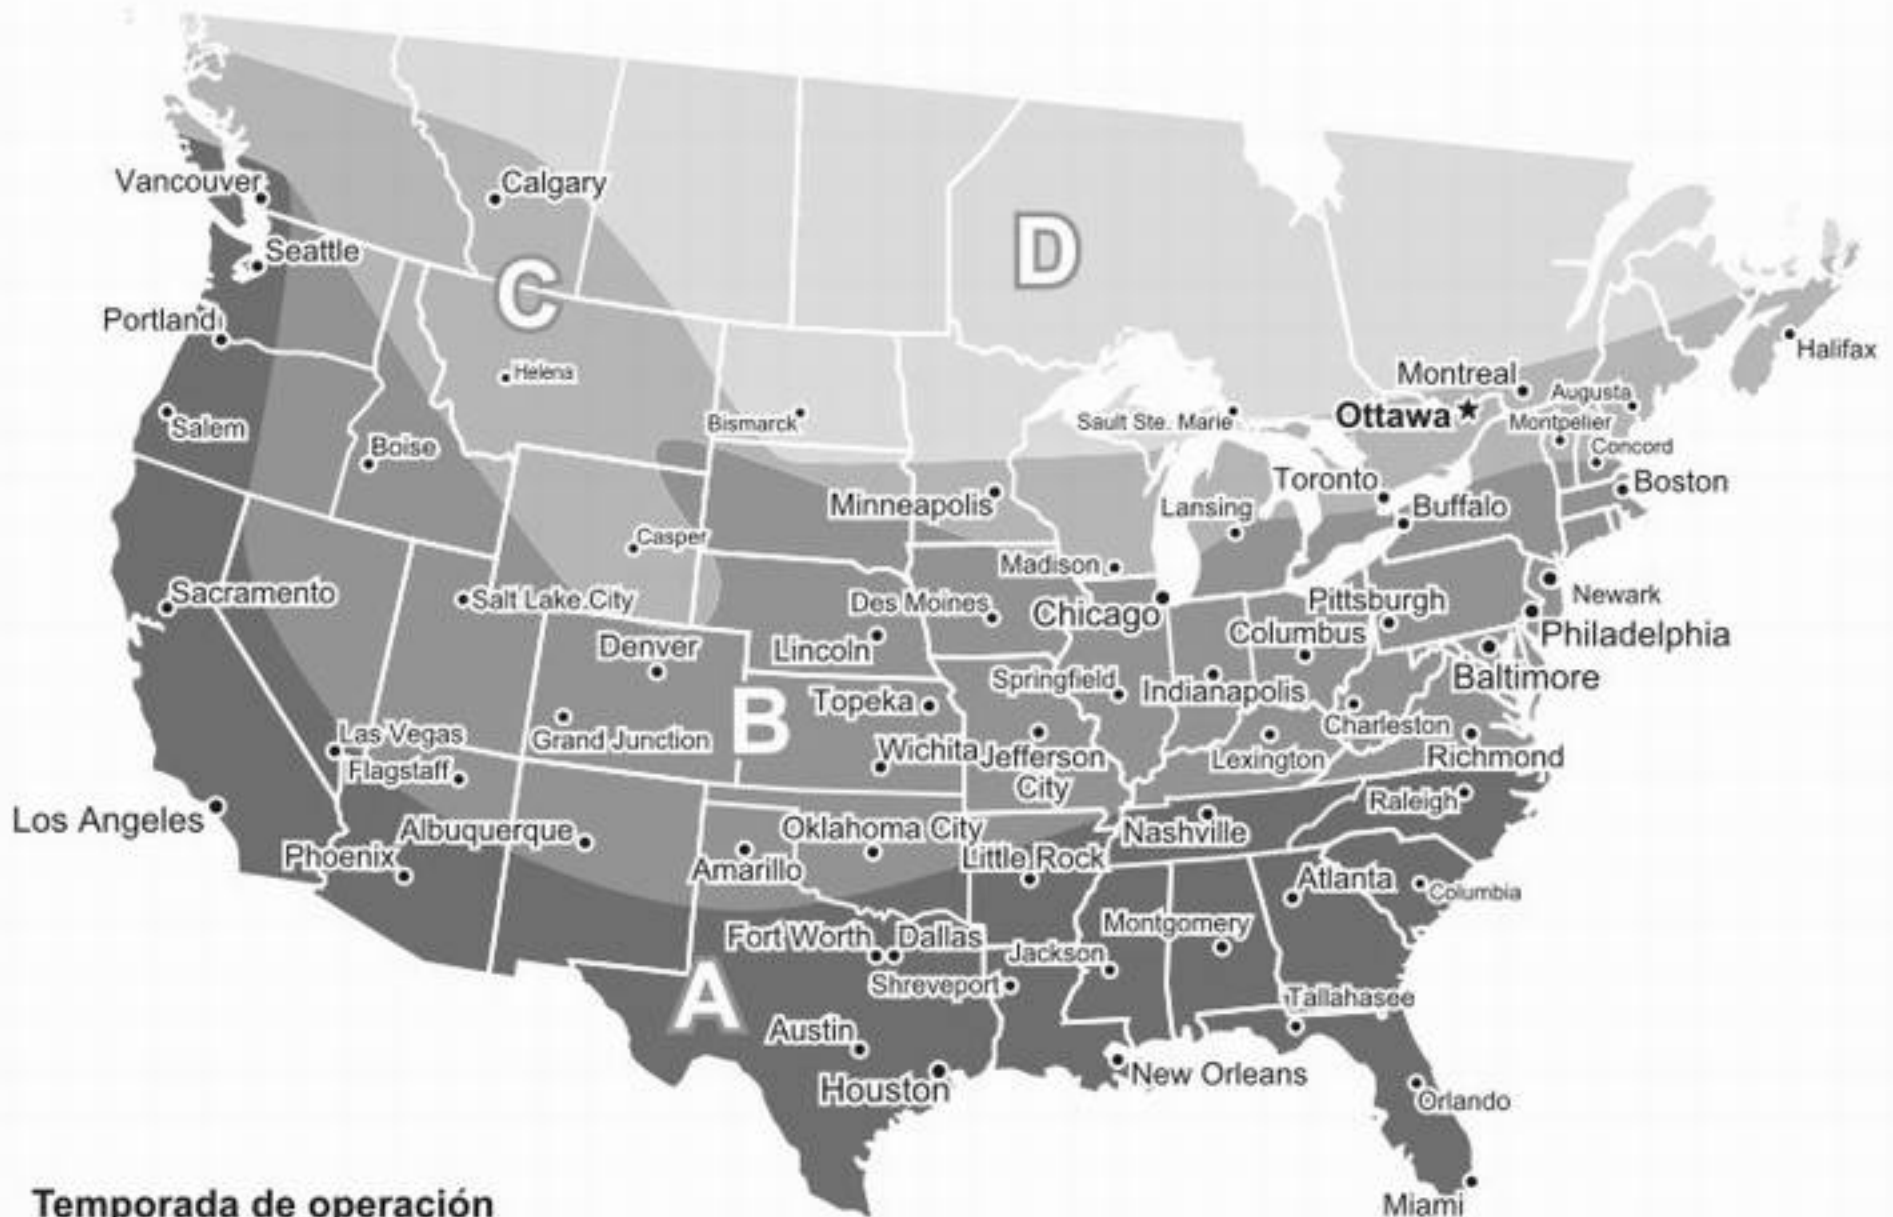 Vancouver
Calgary
Seattle
C
D
Portland
Halifax
Helena
Montreal
Augusta
Bismarck
Sault Ste. Marie
Ottawa
Montpelier
Salem
Boise
Concord
Toronto
Boston
Minneapolis
Lansing
Buffalo
Casper
Madison
Sacramento
Salt Lake City
Des Moines
Chicago
Pittsburgh
Newark
Denver
Lincoln
Columbus
Philadelphia
Springfield
Indianapolis
Baltimore
B
Topeka
Las Vegas
Grand Junction
Charleston
Flagstaff
Wichita
Jefferson
City
Lexington
Richmond
Los Angeles
Raleigh
Albuquerque
Oklahoma City
Nashville
Phoenix
Amarillo
Little Rock
Atlanta
Columbia
Fort Worth
Dallas
Montgomery
Jackson
A
Shreveport
Tallahasee
Austin
Houston
New Orleans
Orlando
Temporada de operación
Miami